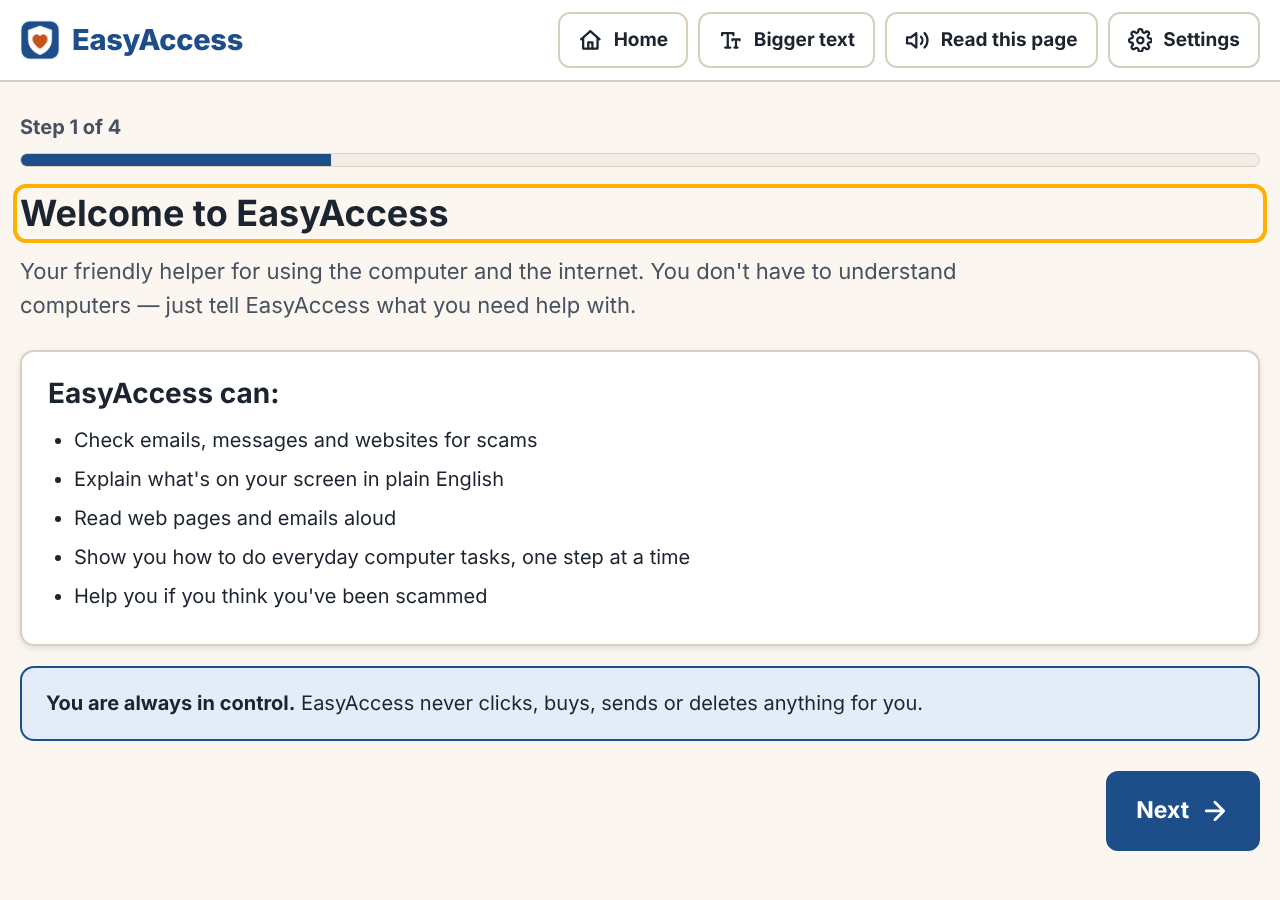 EasyAccess
Home
Bigger text
Read this page
Settings
Step 1 of 4
Welcome to EasyAccess
Your friendly helper for using the computer and the internet. You don't have to understand
computers — just tell EasyAccess what you need help with.
EasyAccess can:
• Check emails, messages and websites for scams
• Explain what's on your screen in plain English
• Read web pages and emails aloud
• Show you how to do everyday computer tasks, one step at a time
• Help you if you think you've been scammed
You are always in control. EasyAccess never clicks, buys, sends or deletes anything for you.
Next